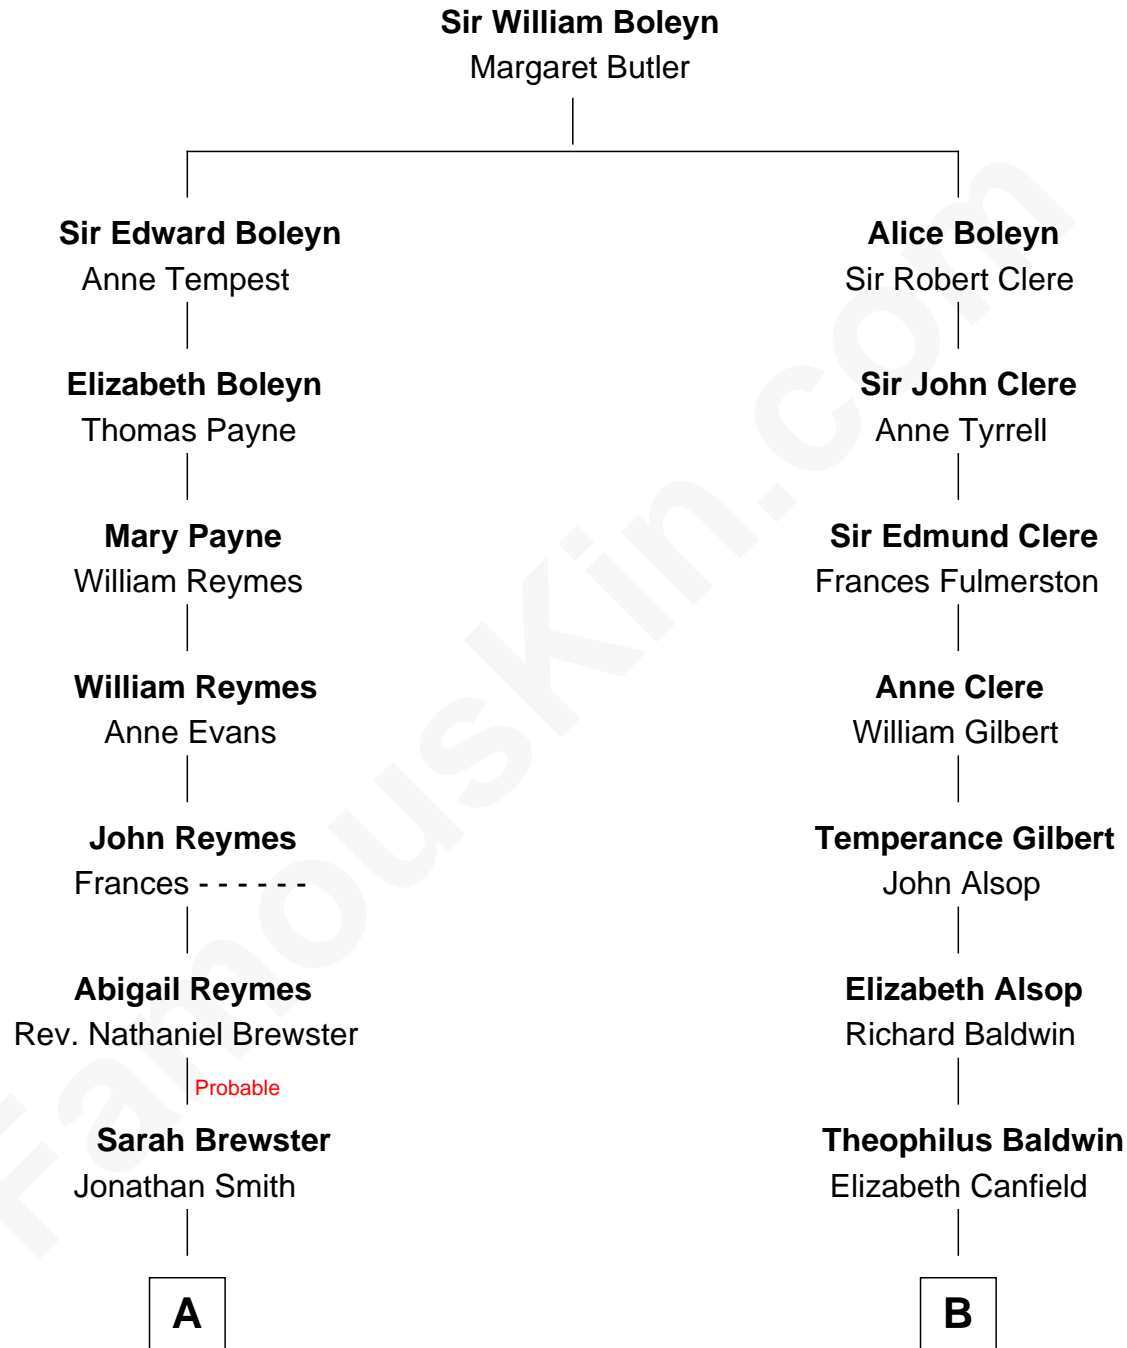 Sir William Boleyn
Margaret Butler
Sir Edward Boleyn
Anne Tempest
Elizabeth Boleyn
Thomas Payne
Mary Payne
William Reymes
William Reymes
Anne Evans
John Reymes
Frances - - - - - -
Abigail Reymes
Rev. Nathaniel Brewster
Probable
Sarah Brewster
Jonathan Smith
A
Alice Boleyn
Sir Robert Clere
Sir John Clere
Anne Tyrrell
Sir Edmund Clere
Frances Fulmerston
Anne Clere
William Gilbert
Temperance Gilbert
John Alsop
Elizabeth Alsop
Richard Baldwin
Theophilus Baldwin
Elizabeth Canfield
B
FamousKin.com